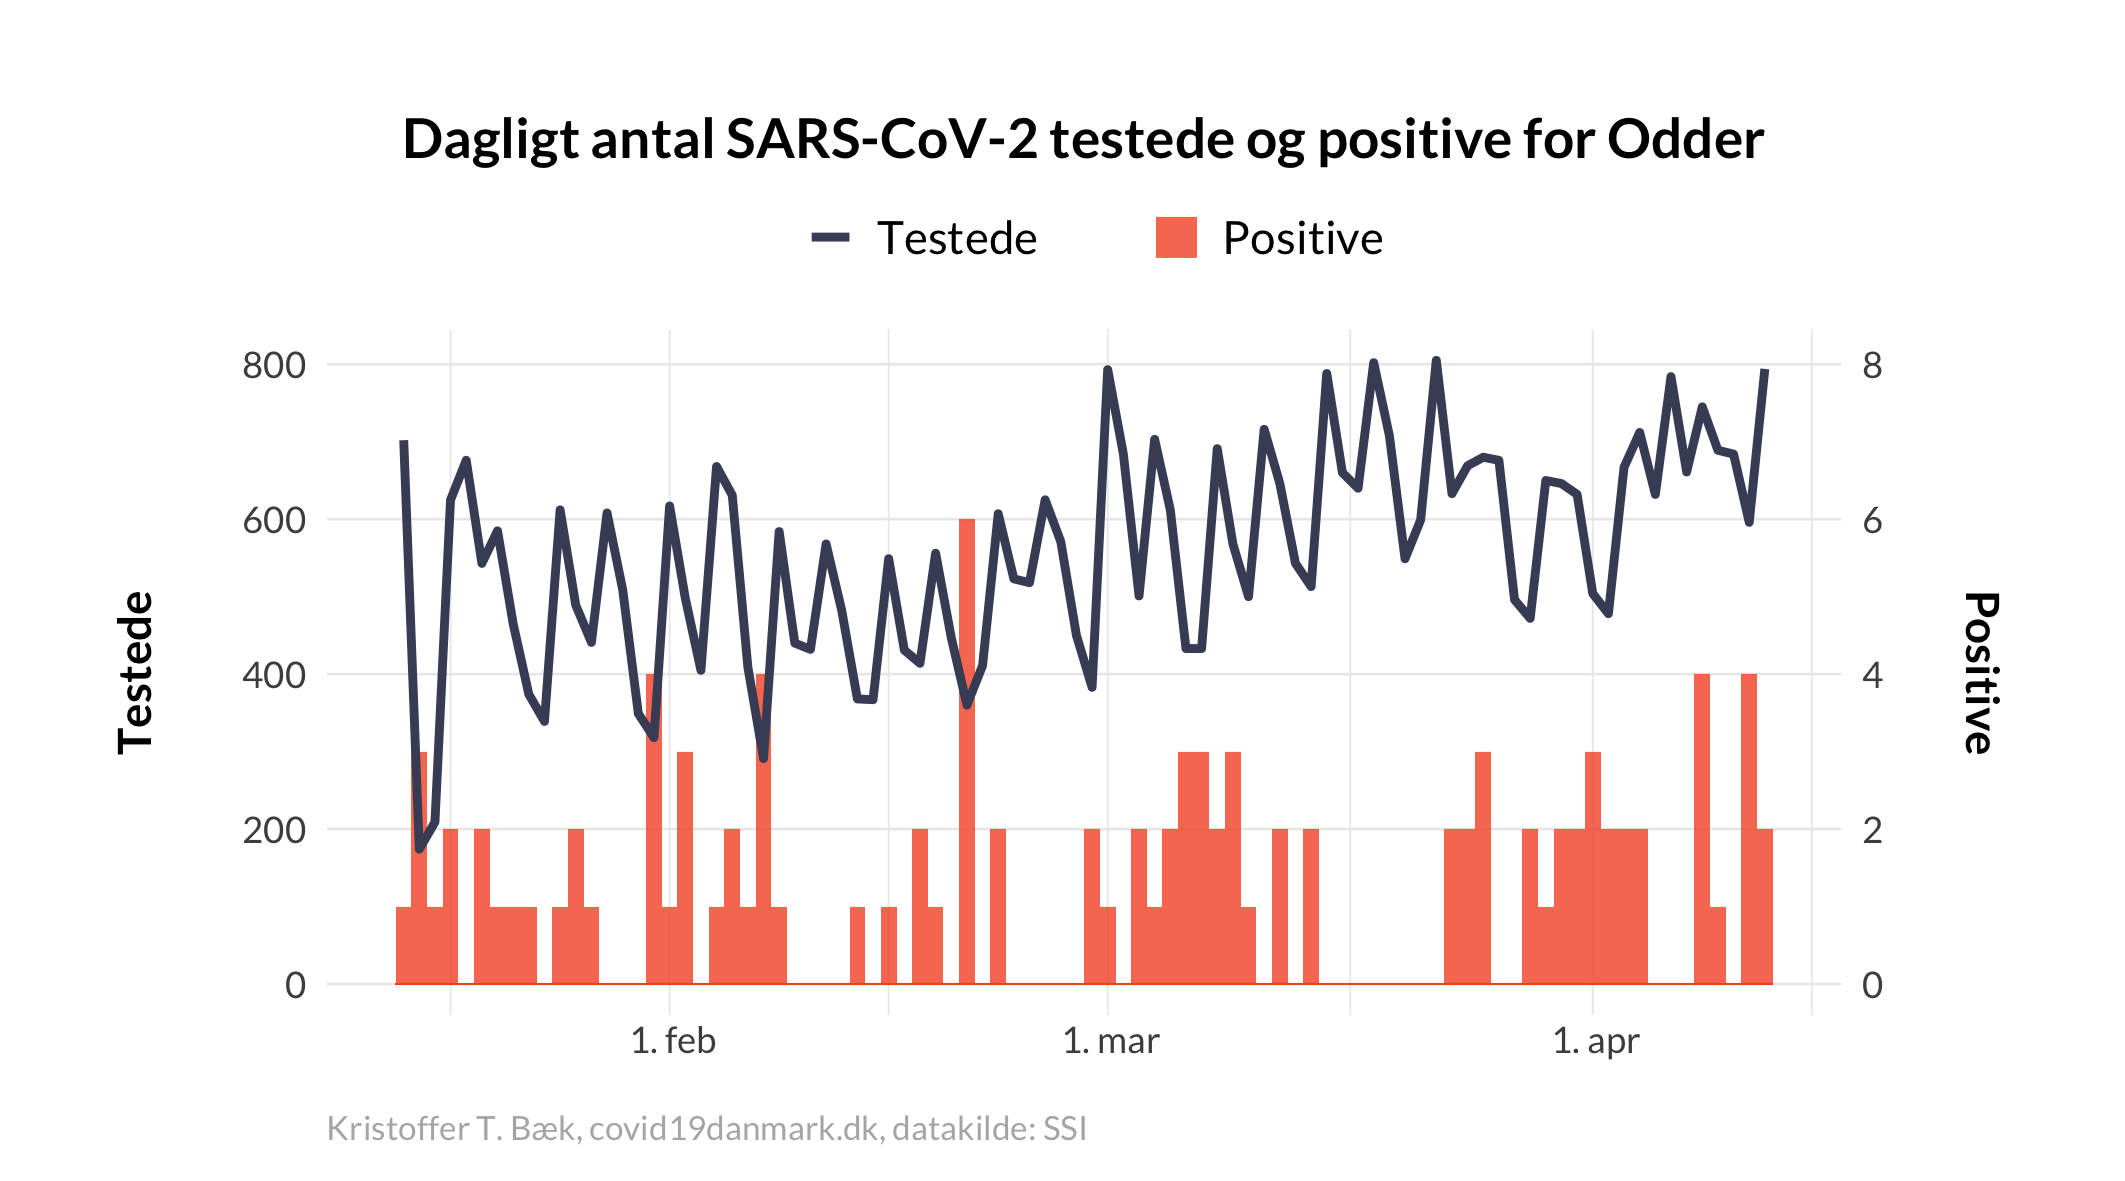 Dagligt antal SARS-CoV-2 testede og positive for Odder
Testede Positive
800 8
600 6
400 4
200 2
0 0
Testede
Positive
1. feb 1. mar 1. apr
Kristoffer T. Bæk, covid19danmark.dk, datakilde: SSI